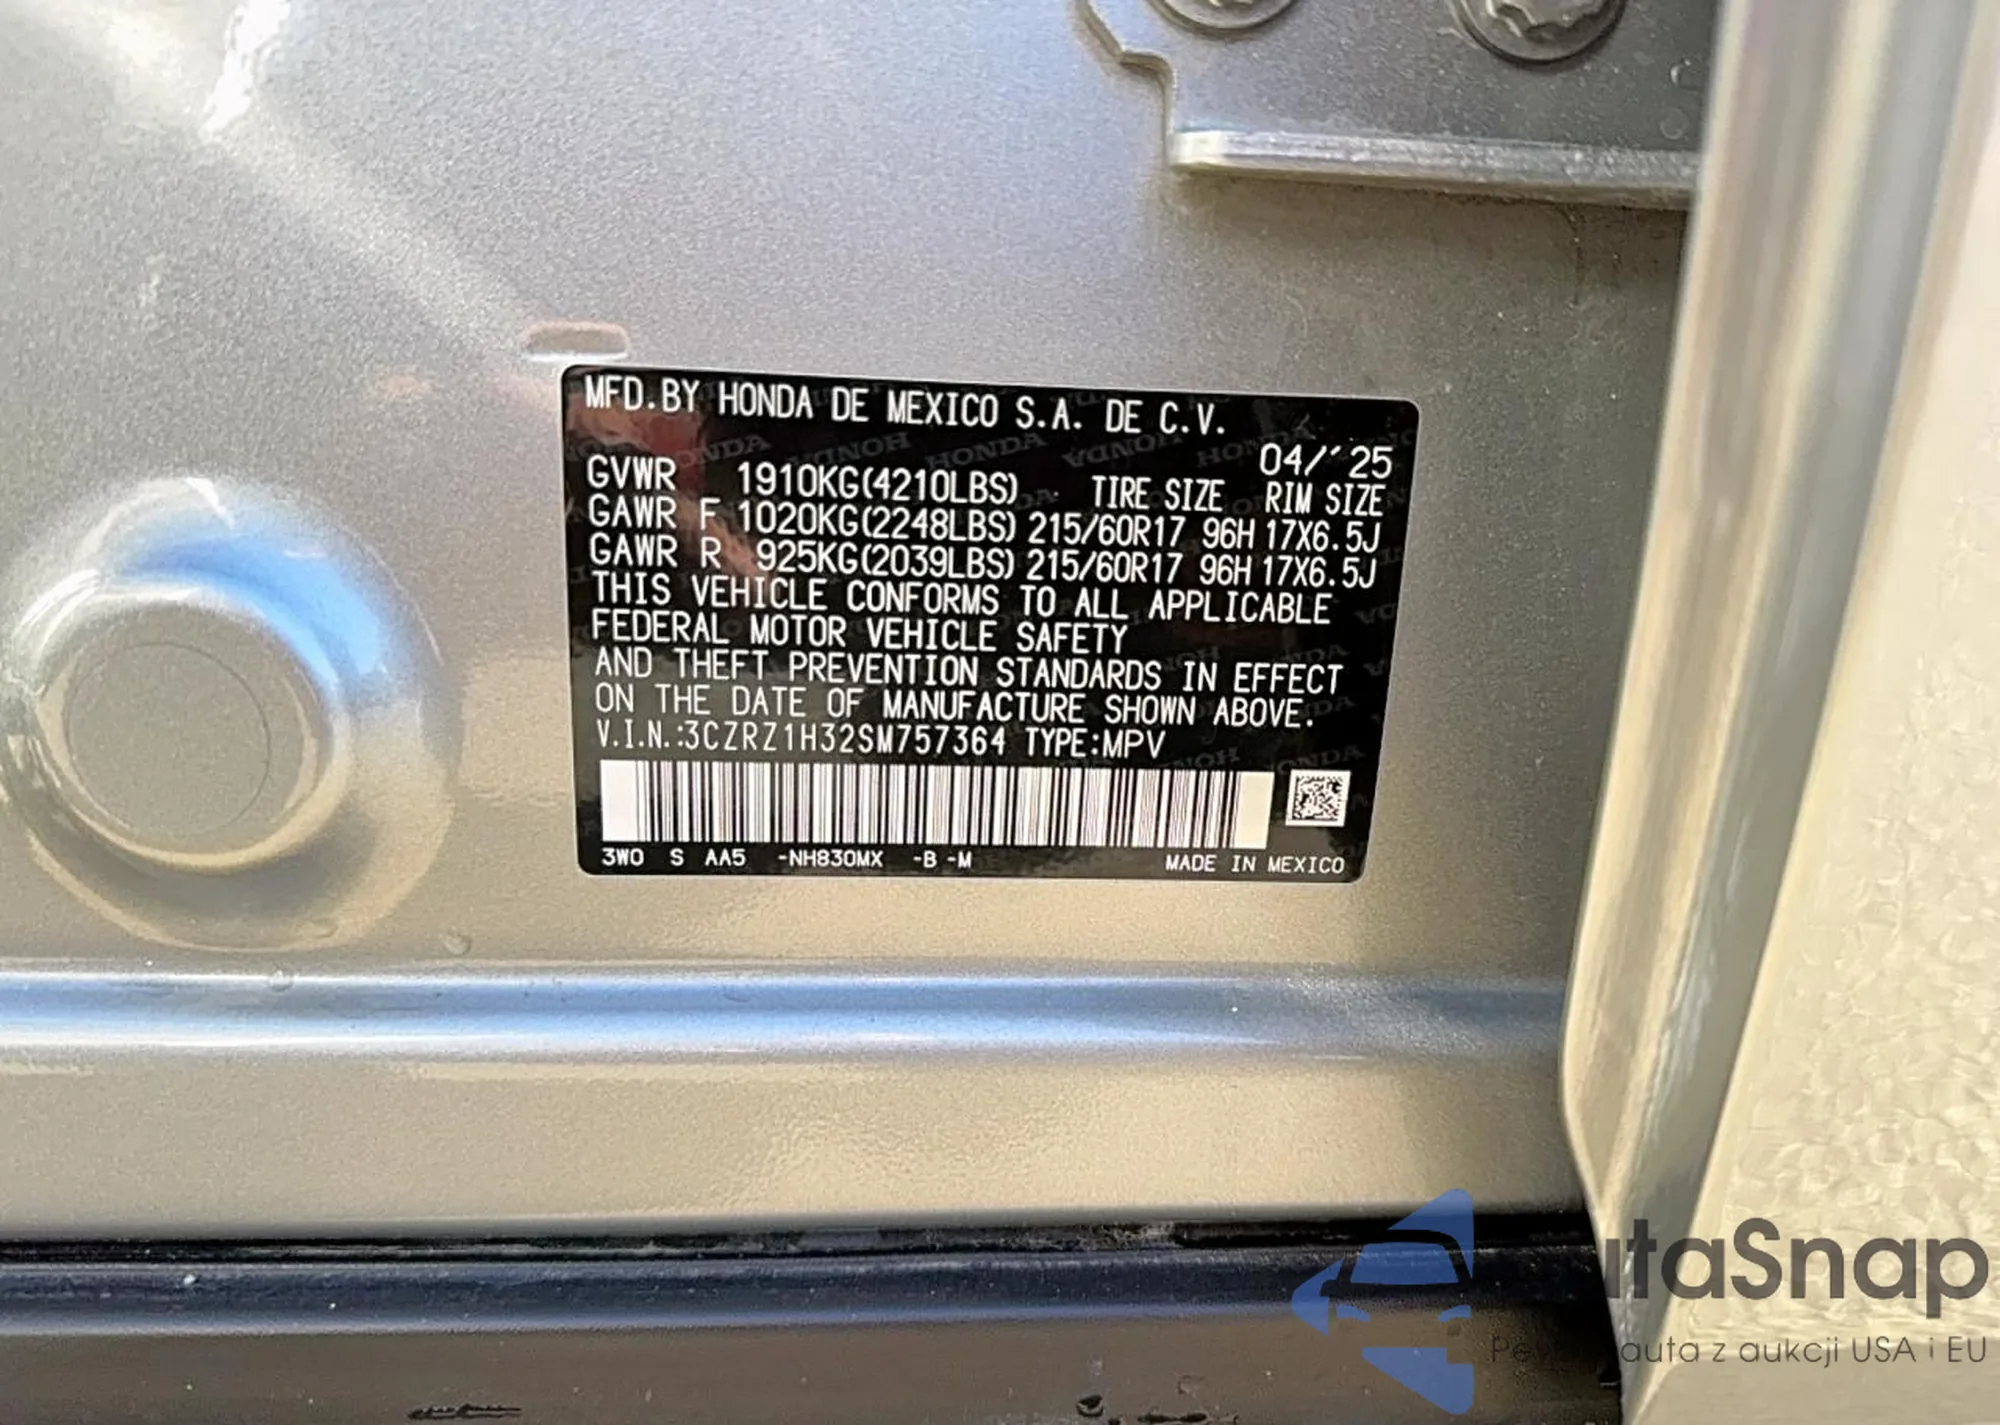 MFD.BY HONDA DE MEXICO S.A. DE C.V.
04/´25
GVWR 1910KG(4210LBS) TIRE SIZE RIM SIZE
GAWR F 1020KG(2248LBS) 215/60R17 96H 17X6.5J
GAWR R 925KG(2039LBS) 215/60R17 96H 17X6.5J
THIS VEHICLE CONFORMS TO ALL APPLICABLE
FEDERAL MOTOR VEHICLE SAFETY
AND THEFT PREVENTION STANDARDS IN EFFECT
ON THE DATE OF MANUFACTURE SHOWN ABOVE.
V.I.N.:3CZRZ1H32SM757364 TYPE:MPV
3W0 S AA5 -NH830MX -B -M MADE IN MEXICO
utaSnap
auta z aukcji USA i EU